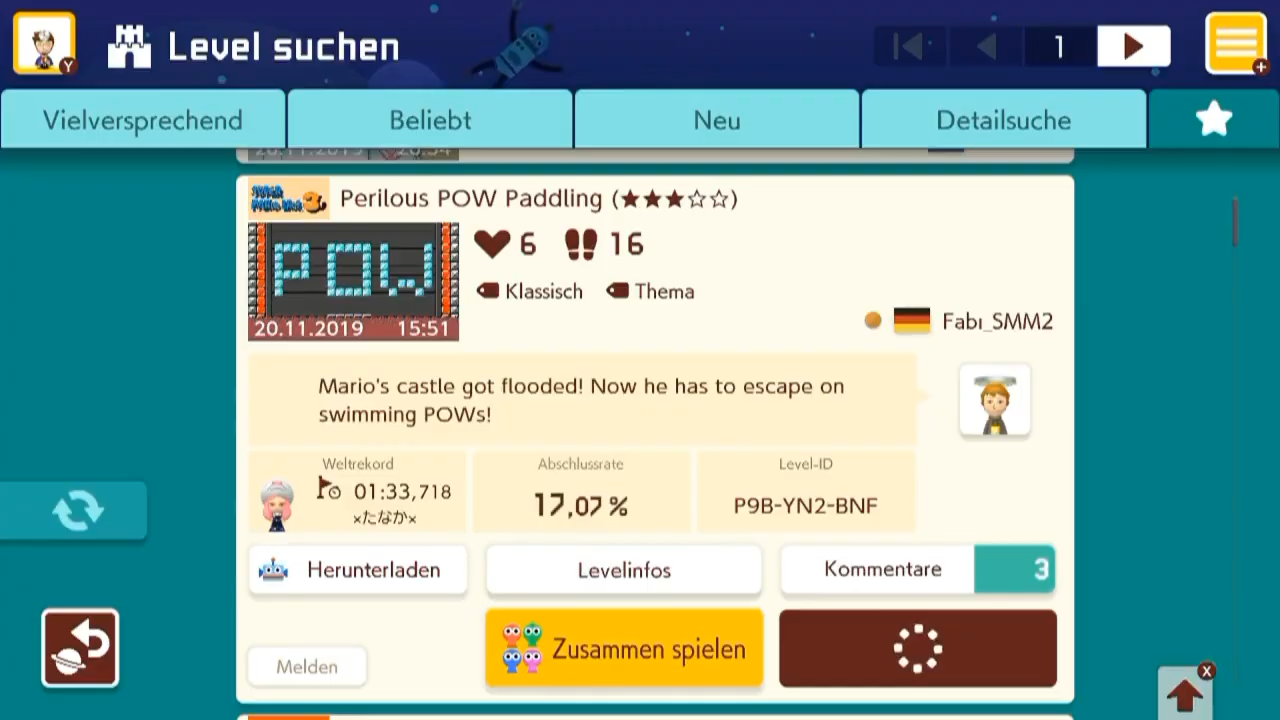 Level suchen
1
Y
+
Vielversprechend
Beliebt
Neu
Detailsuche
Perilous POW Paddling (★★★☆☆)
POW
6
16
Klassisch
Thema
20.11.2019 15:51
Fabı_SMM2
Mario's castle got flooded! Now he has to escape on
swimming POWs!
Weltrekord
01:33,718
×たなか×
Abschlussrate
17,07 %
Level-ID
P9B-YN2-BNF
Herunterladen
Levelinfos
Kommentare
3
Melden
Zusammen spielen
X